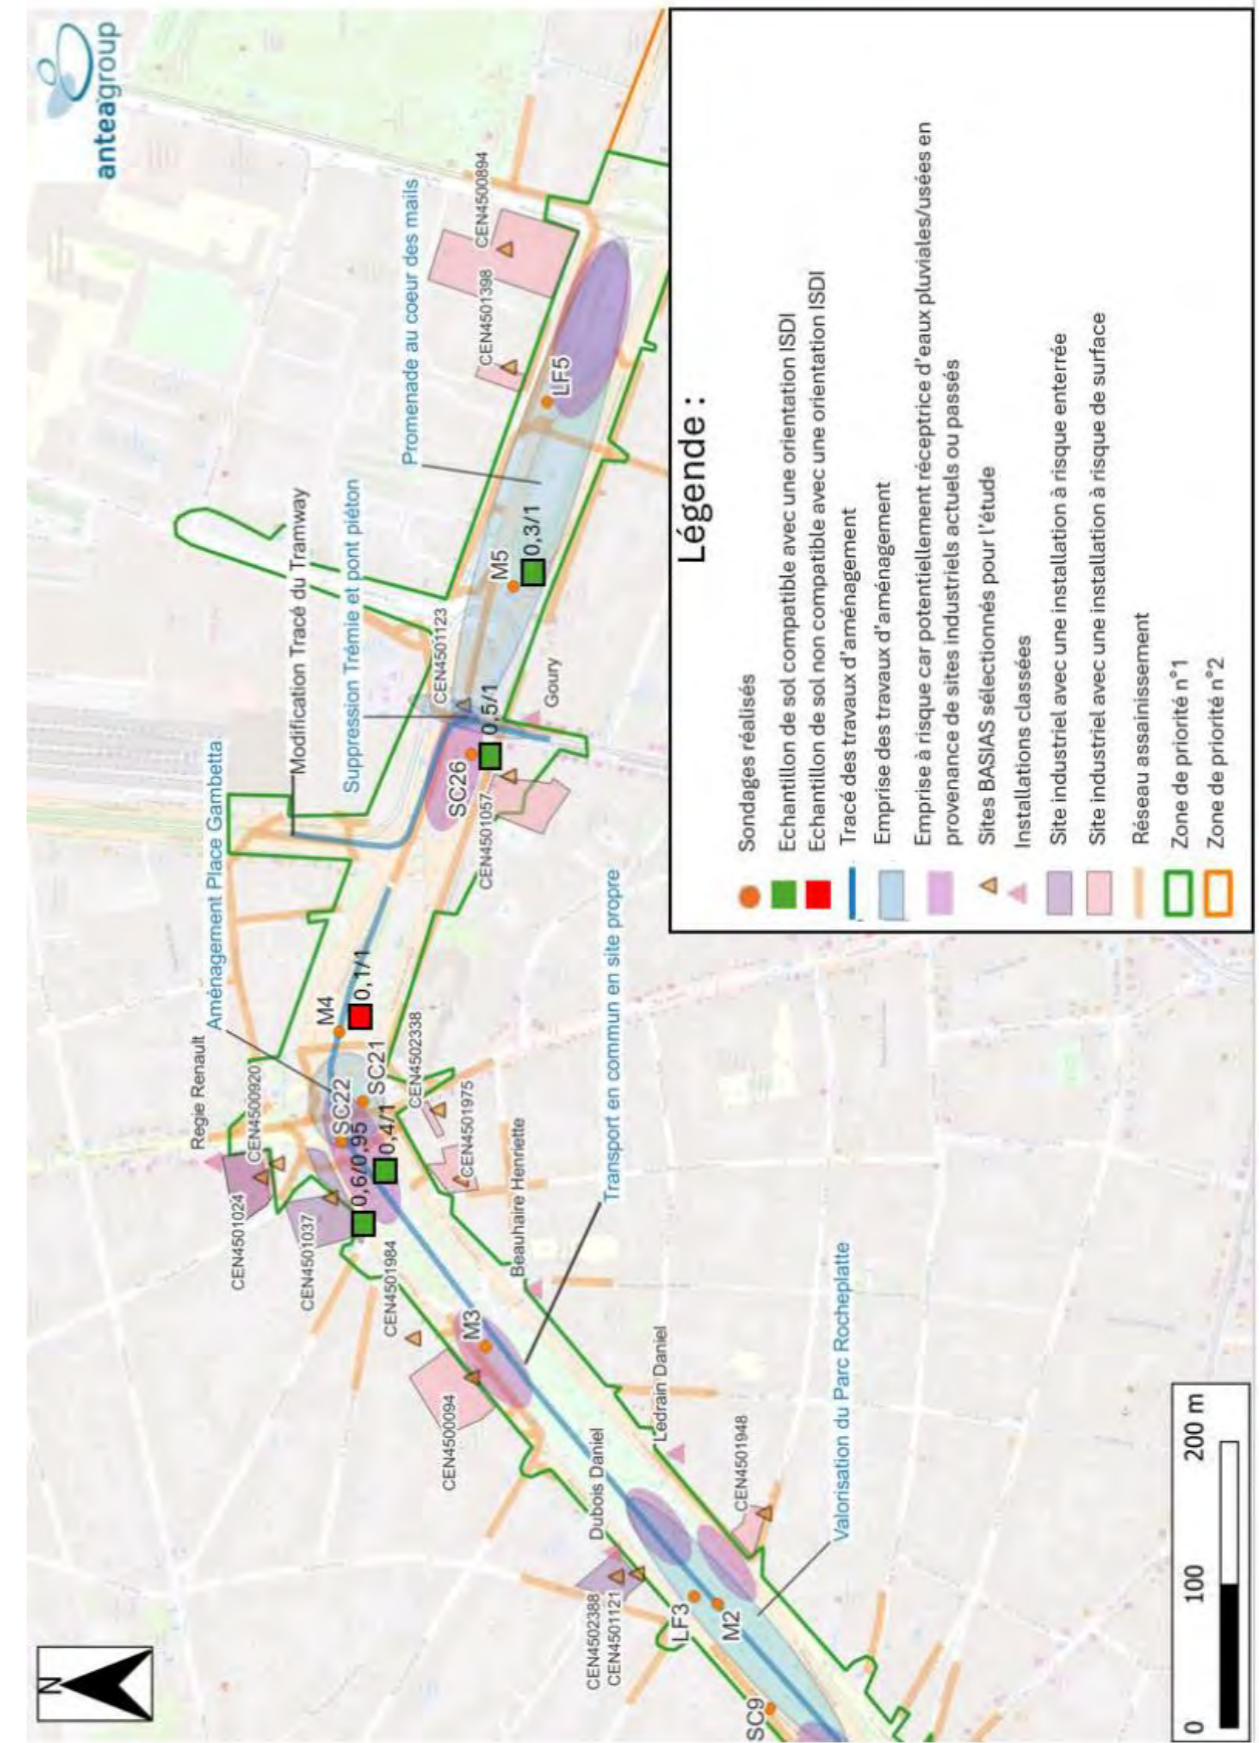 anteagroup
N
Promenade au coeur des mails
CEN4500894
CEN4501398
LF5
Modification Tracé du Tramway
Suppression Trémie et pont piéton
M5
0,3/1
CEN4501123
Goury
0,5/1
SC26
CEN4501057
Aménagement Place Gambetta
Regie Renault
M4
0,1/1
SC21
SC22
CEN4502338
CEN4500920
0,4/1
0,6/0,95
CEN4501975
CEN4501024
CEN4501037
CEN4501984
Beauhaire Henriette
Transport en commun en site propre
M3
CEN4500094
Ledrain Daniel
Dubois Daniel
CEN4501948
Valorisation du Parc Rocheplatte
CEN4502388
CEN4501121
LF3
M2
SC9
0 100 200 m
Légende :
Sondages réalisés
Echantillon de sol compatible avec une orientation ISDI
Echantillon de sol non compatible avec une orientation ISDI
Tracé des travaux d'aménagement
Emprise des travaux d'aménagement
Emprise à risque car potentiellement réceptrice d'eaux pluviales/usées en
provenance de sites industriels actuels ou passés
Sites BASIAS sélectionnés pour l'étude
Installations classées
Site industriel avec une installation à risque enterrée
Site industriel avec une installation à risque de surface
Réseau assainissement
Zone de priorité n°1
Zone de priorité n°2